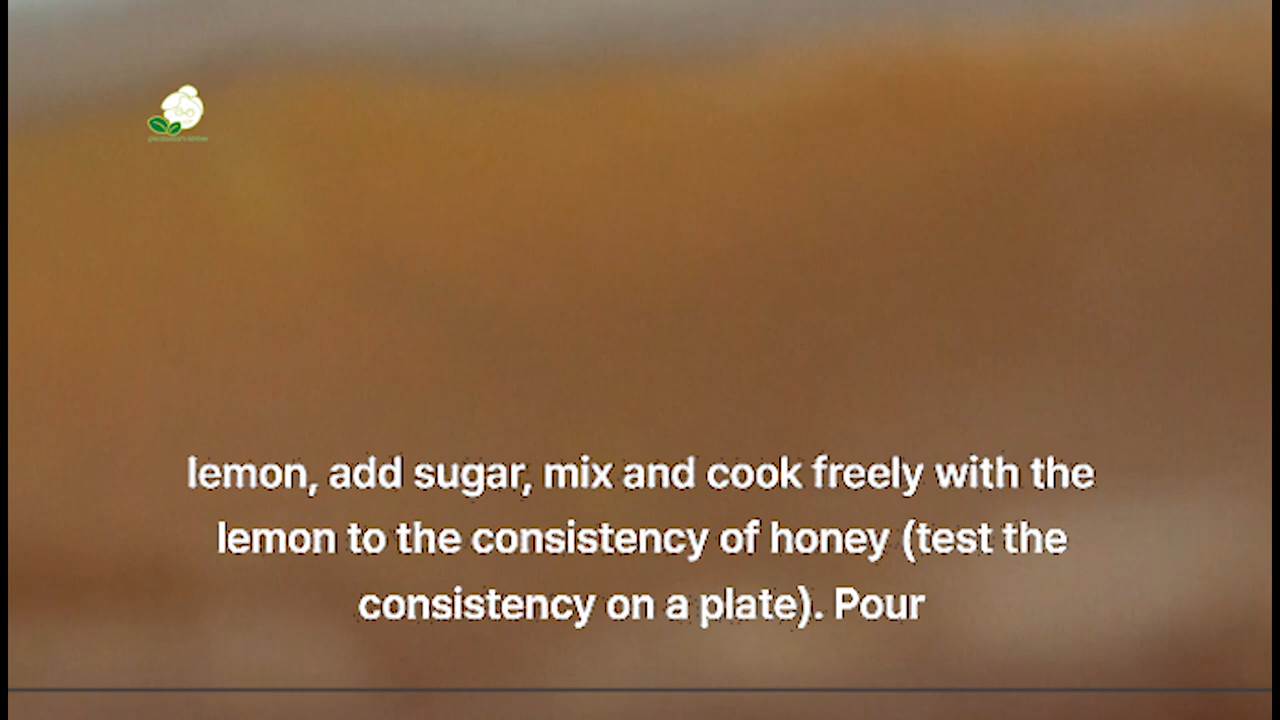 lemon, add sugar, mix and cook freely with the
lemon to the consistency of honey (test the
consistency on a plate). Pour